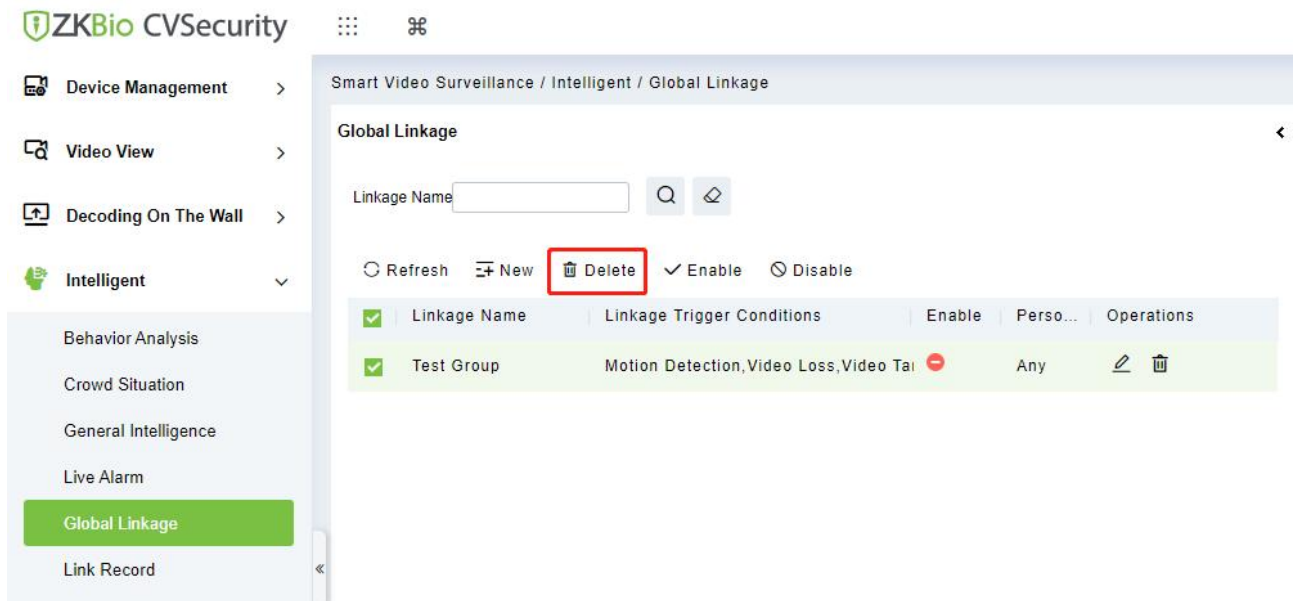 ZKBio CVSecurity
Device Management
Video View
Decoding On The Wall
Intelligent
Behavior Analysis
Crowd Situation
General Intelligence
Live Alarm
Global Linkage
Link Record
Smart Video Surveillance / Intelligent / Global Linkage
Global Linkage
Linkage Name
Refresh New Delete Enable Disable
Linkage Name Linkage Trigger Conditions Enable Perso... Operations
Test Group Motion Detection,Video Loss,Video Tar Any